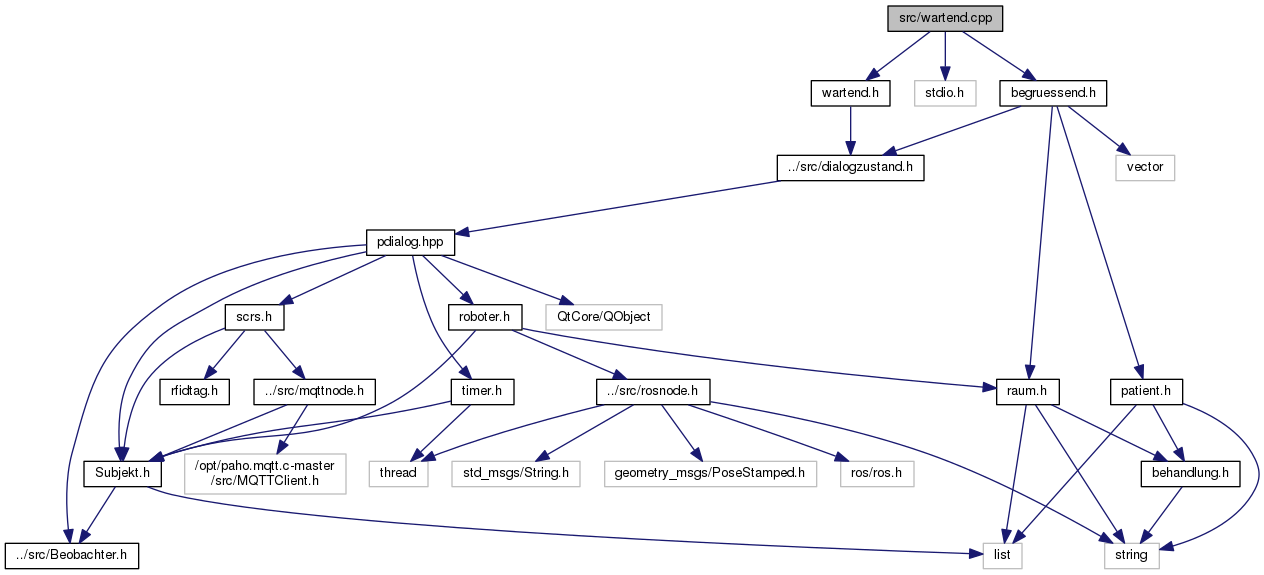 src/wartend.cpp
wartend.h
stdio.h
begruessend.h
../src/dialogzustand.h
vector
pdialog.hpp
scrs.h
roboter.h
QtCore/QObject
rfidtag.h
../src/mqttnode.h
timer.h
../src/rosnode.h
raum.h
patient.h
Subjekt.h
/opt/paho.mqtt.c-master
/src/MQTTClient.h
thread
std_msgs/String.h
geometry_msgs/PoseStamped.h
ros/ros.h
behandlung.h
../src/Beobachter.h
list
string